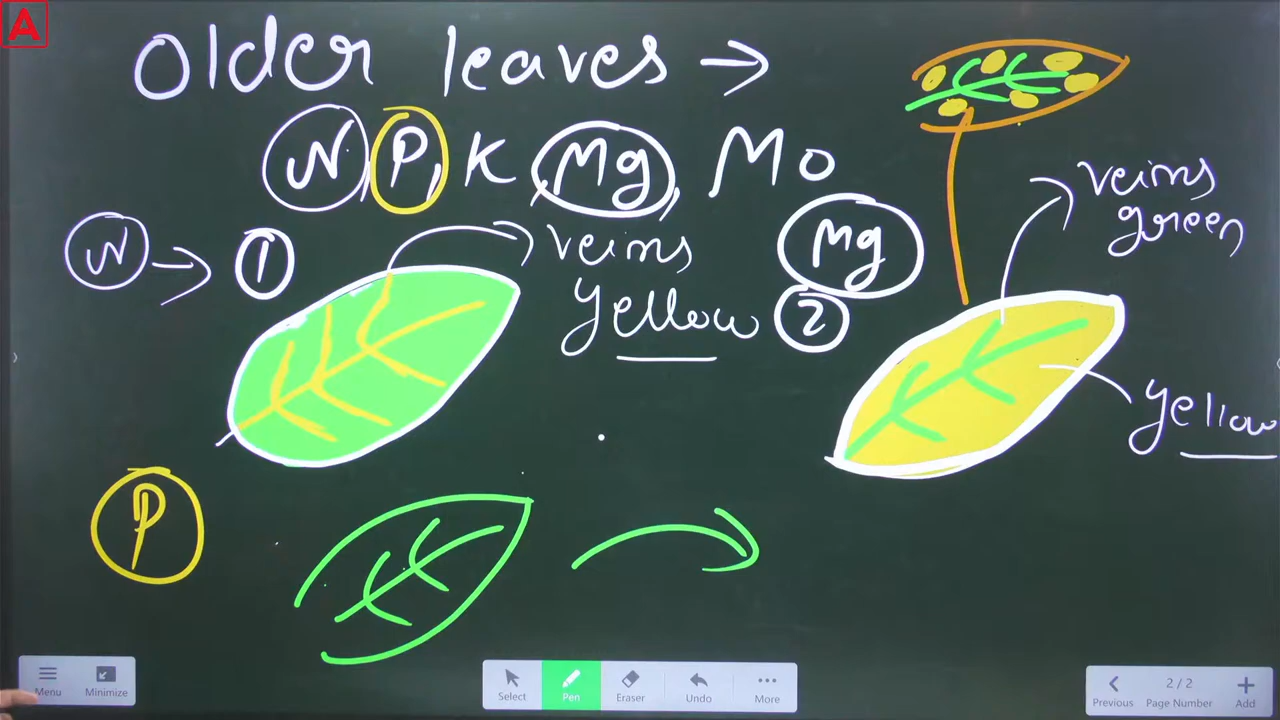 A
Older leaves →
N, P, K, Mg, Mo
N → 1
veins
yellow
Mg
2
veins
green
yellow
P
Menu
Minimize
Select
Pen
Eraser
Undo
More
Previous
2 / 2
Page Number
Add